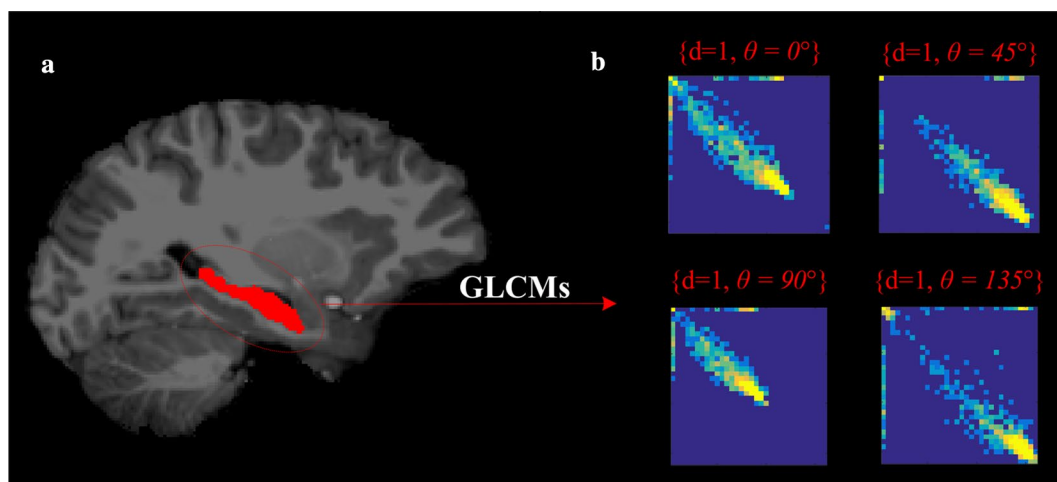 a
GLCMs
b
{d=1, θ = 0°}
{d=1, θ = 45°}
{d=1, θ = 90°}
{d=1, θ = 135°}